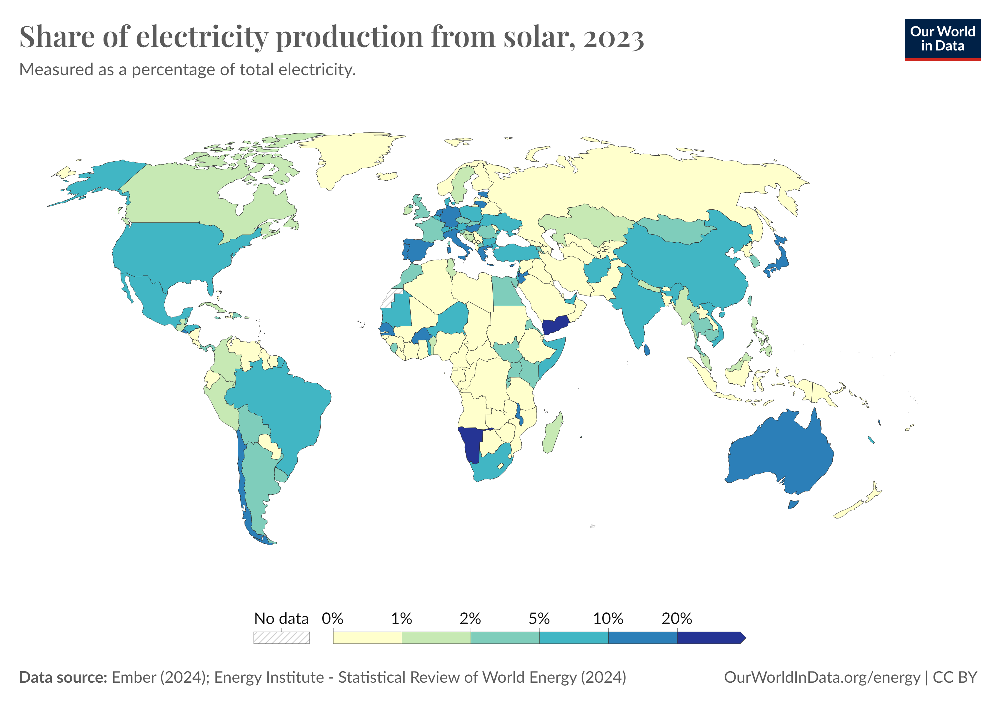 Share of electricity production from solar, 2023
Measured as a percentage of total electricity.
Our World
in Data
No data 0% 1% 2% 5% 10% 20%
Data source: Ember (2024); Energy Institute - Statistical Review of World Energy (2024)
OurWorldInData.org/energy | CC BY